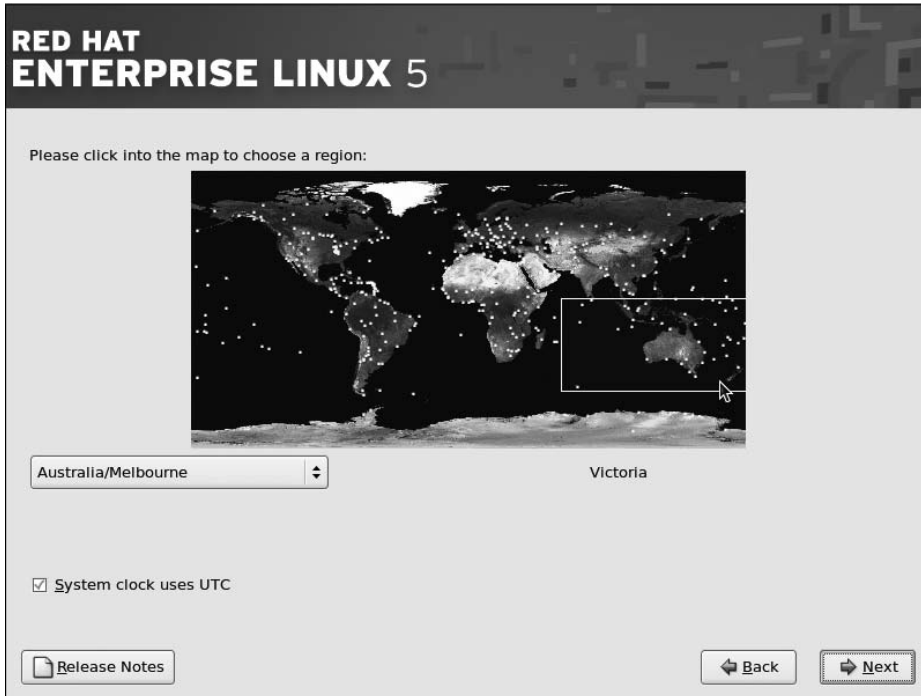 RED HAT
ENTERPRISE LINUX 5
Please click into the map to choose a region:
Australia/Melbourne
Victoria
System clock uses UTC
Release Notes
Back
Next